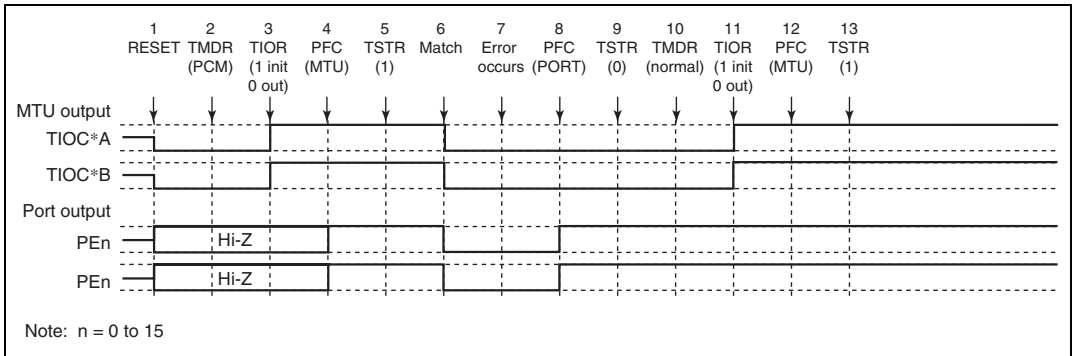 1 2 3 4 5 6 7 8 9 10 11 12 13
RESET TMDR TIOR PFC TSTR Match Error PFC TSTR TMDR TIOR PFC TSTR
(PCM) (1 init (MTU) (1) occurs (PORT) (0) (normal) (1 init (MTU) (1)
0 out) 0 out)
MTU output
TIOC*A
TIOC*B
Port output
PEn Hi-Z
PEn Hi-Z
Note: n = 0 to 15